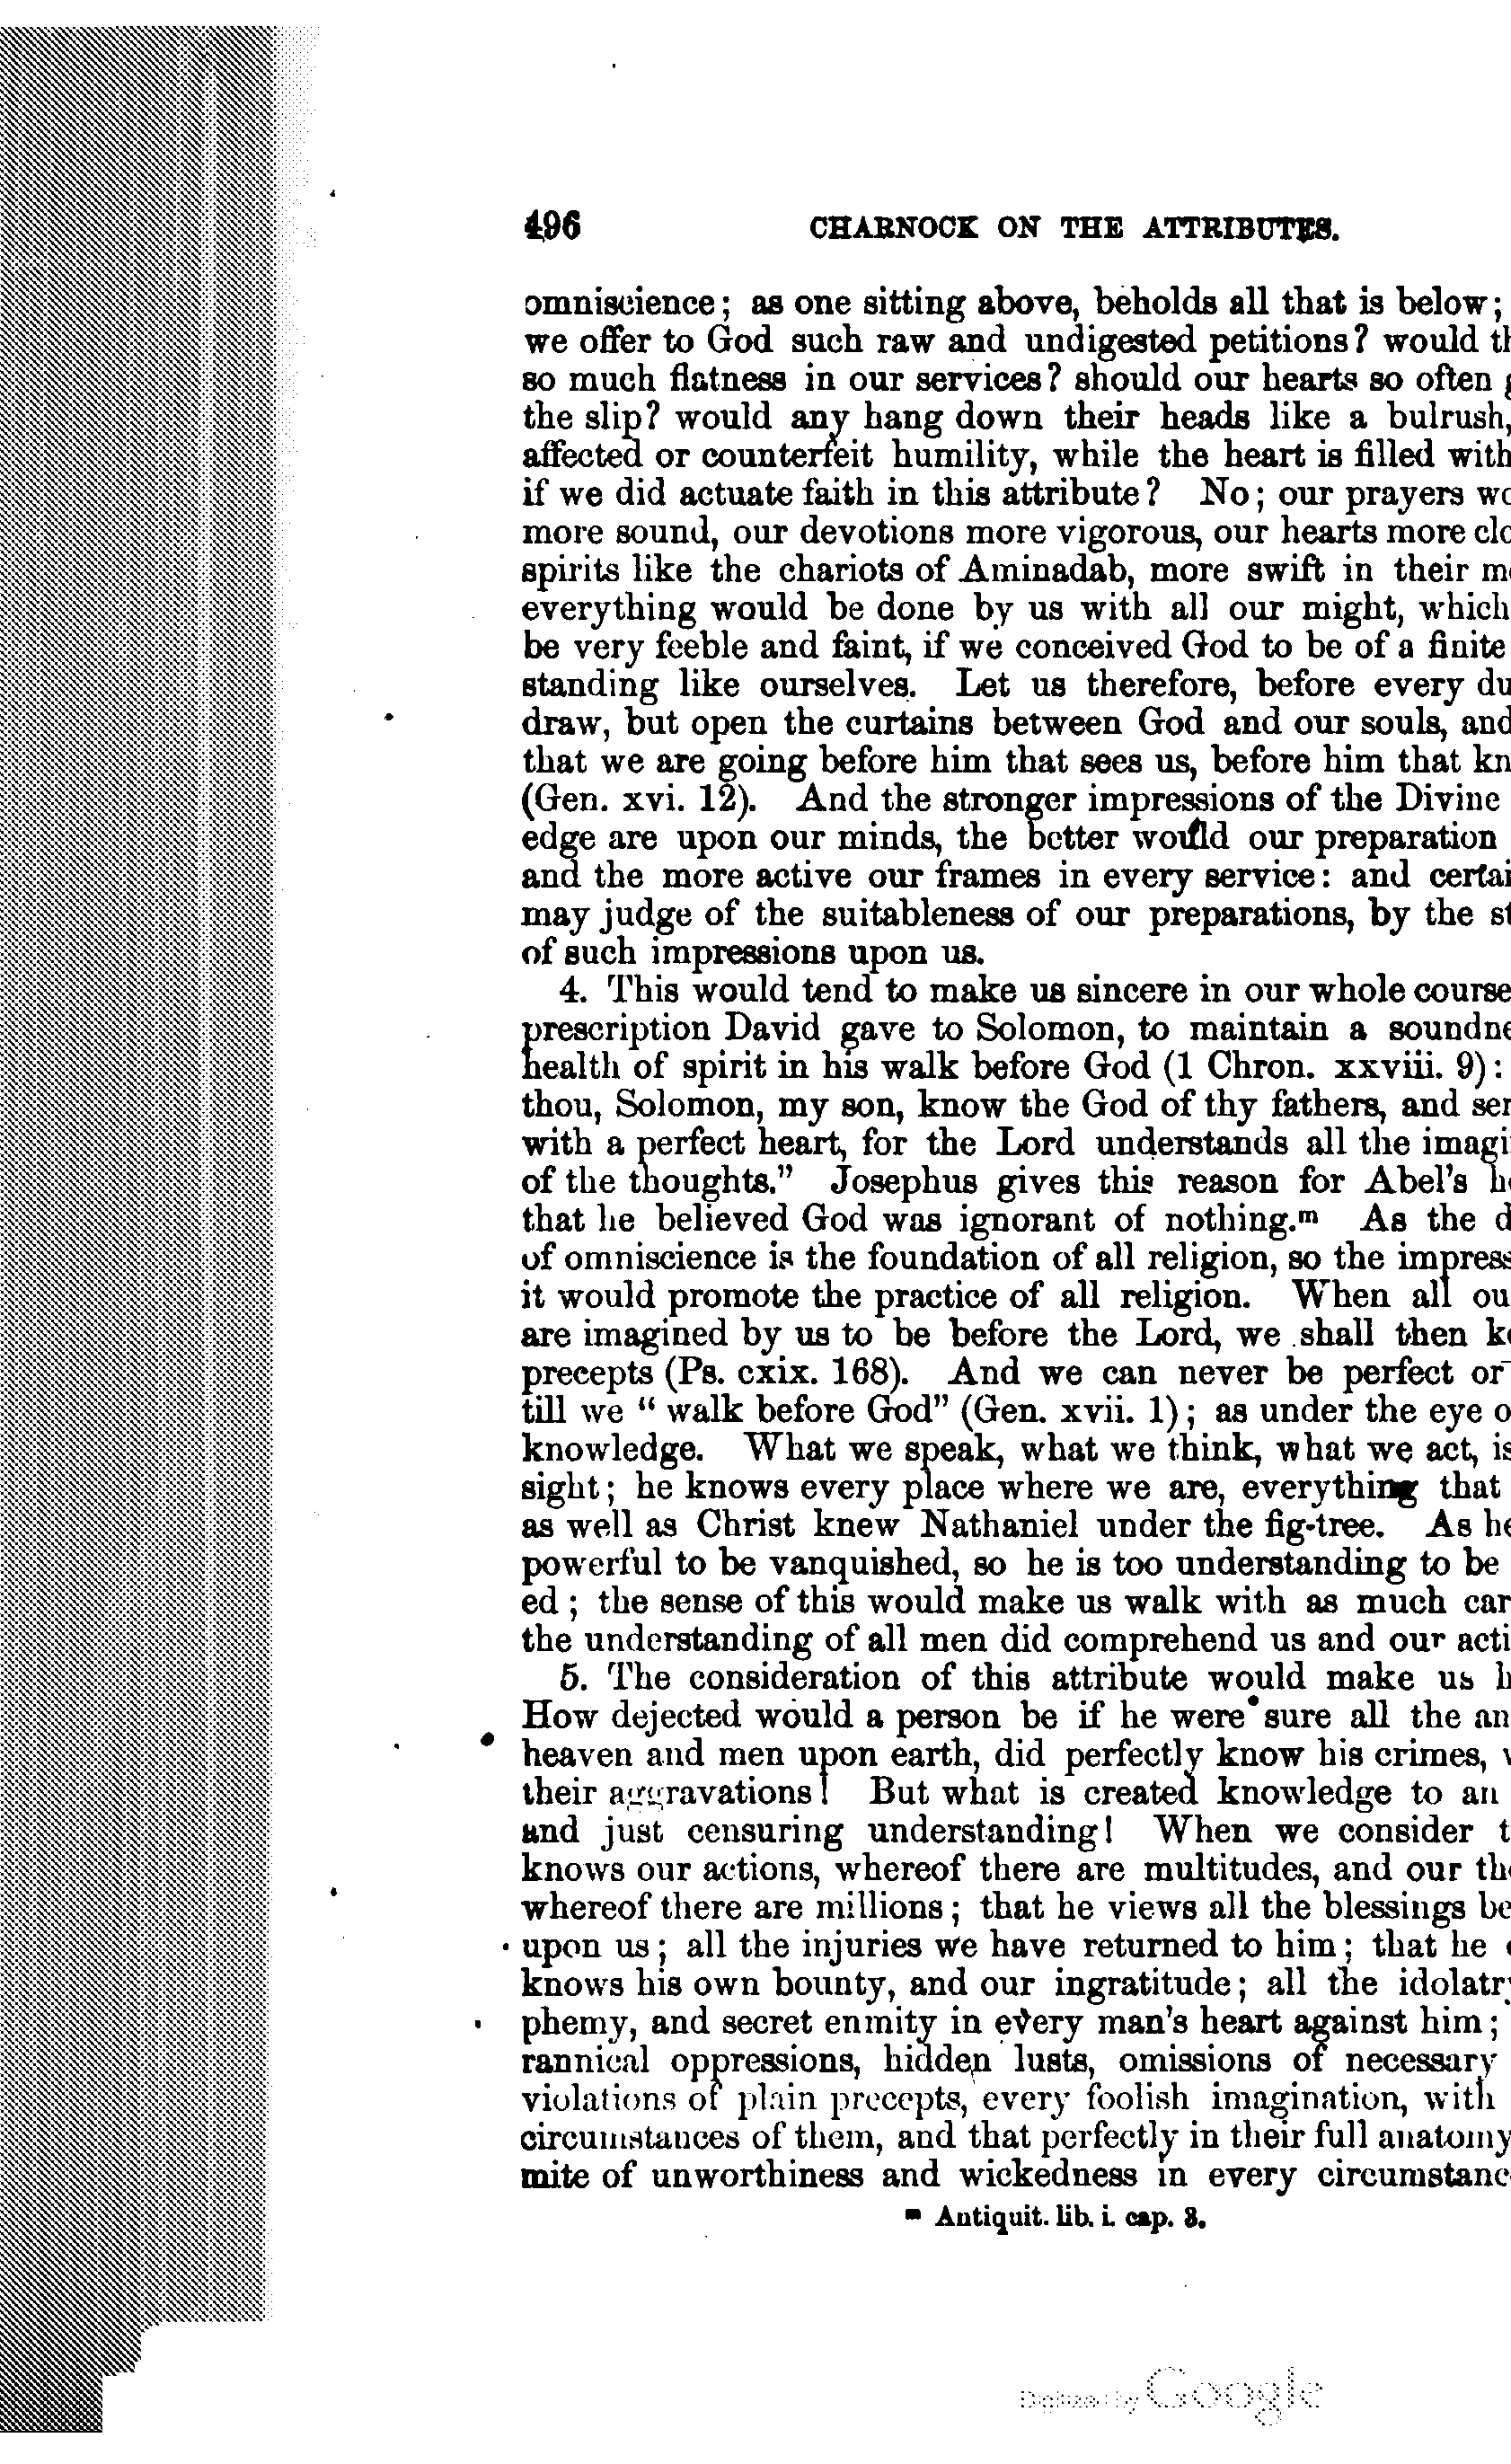 496 CHARNOCK ON THE ATTRIBUTES.
omniscience; as one sitting above, beholds all that is below;
we offer to God such raw and undigested petitions? would
so much flatness in our services? should our hearts so often
the slip? would any hang down their heads like a bulrush,
affected or counterfeit humility, while the heart is filled with
if we did actuate faith in this attribute? No; our prayers
more sound, our devotions more vigorous, our hearts more
spirits like the chariots of Aminadab, more swift in their
everything would be done by us with all our might, which
be very feeble and faint, if we conceived God to be of a finite
standing like ourselves. Let us therefore, before every
draw, but open the curtains between God and our souls, and
that we are going before him that sees us, before him that
(Gen. xvi. 12). And the stronger impressions of the Divine
edge are upon our minds, the better would our preparation
and the more active our frames in every service: and
may judge of the suitableness of our preparations, by the
of such impressions upon us.
4. This would tend to make us sincere in our whole course
prescription David gave to Solomon, to maintain a
health of spirit in his walk before God (1 Chron. xxviii. 9):
thou, Solomon, my son, know the God of thy fathers, and
with a perfect heart, for the Lord understands all the
of the thoughts." Josephus gives this reason for Abel's
that he believed God was ignorant of nothing.m As the
of omniscience is the foundation of all religion, so the
it would promote the practice of all religion. When all
are imagined by us to be before the Lord, we shall then
precepts (Ps. cxix. 168). And we can never be perfect or
till we " walk before God" (Gen. xvii. 1); as under the eye
knowledge. What we speak, what we think, what we act,
sight; he knows every place where we are, everything that
as well as Christ knew Nathaniel under the fig-tree. As
powerful to be vanquished, so he is too understanding to be
ed; the sense of this would make us walk with as much
the understanding of all men did comprehend us and our
5. The consideration of this attribute would make us
How dejected would a person be if he were sure all the
heaven and men upon earth, did perfectly know his crimes,
their aggravations! But what is created knowledge to an
and just censuring understanding! When we consider
knows our actions, whereof there are multitudes, and our
whereof there are millions; that he views all the blessings
upon us; all the injuries we have returned to him; that he
knows his own bounty, and our ingratitude; all the
phemy, and secret enmity in every man's heart against him;
rannical oppressions, hidden lusts, omissions of necessary
violations of plain precepts, every foolish imagination, with
circumstances of them, and that perfectly in their full anatomy
mite of unworthiness and wickedness in every
m Antiquit. lib. i. cap. 3.
Digitized by Google